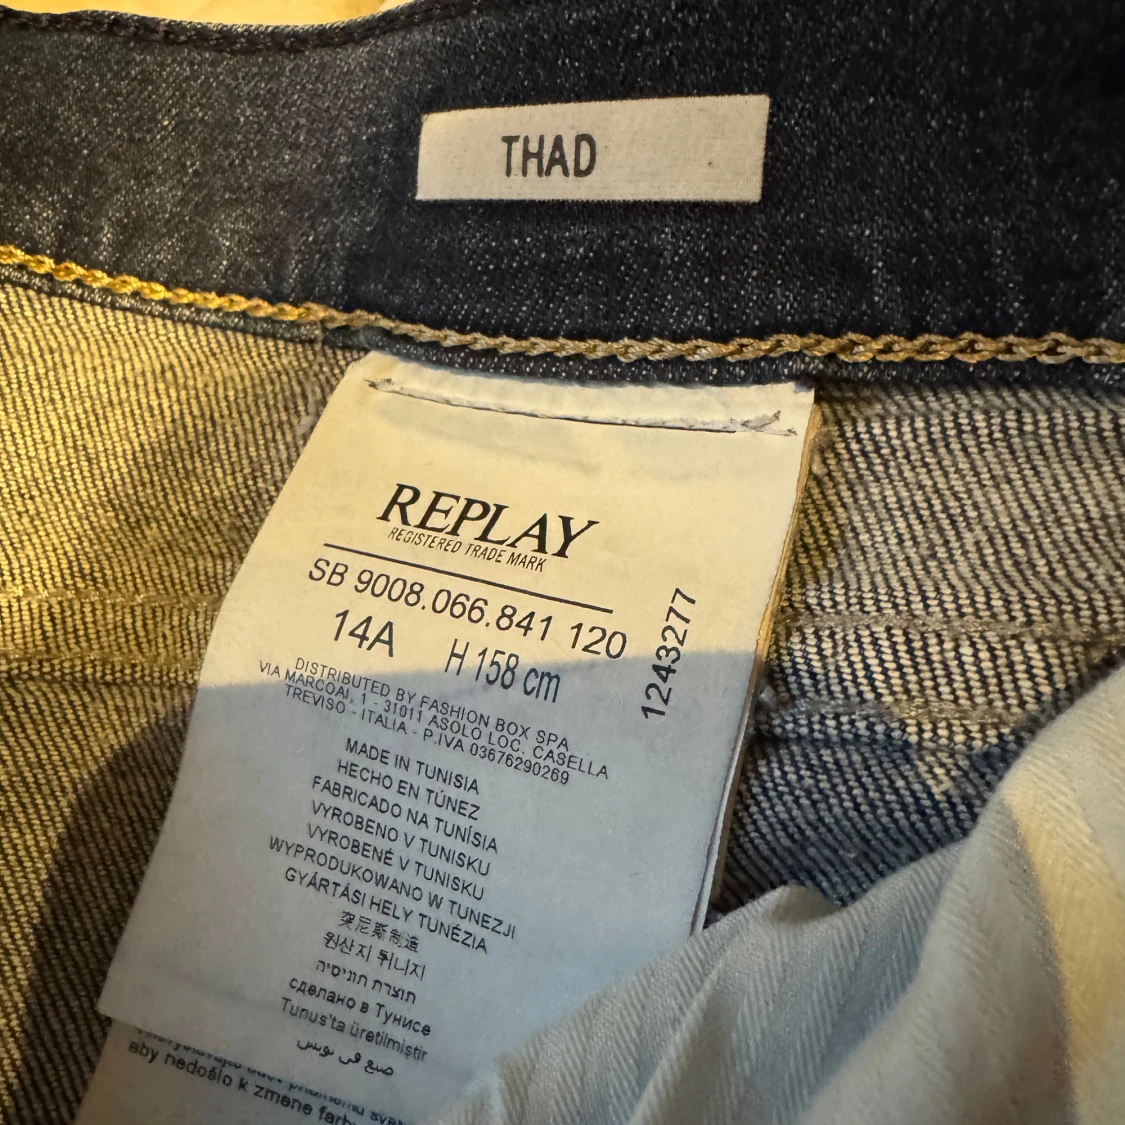 THAD
REPLAY
REGISTERED TRADE MARK
SB 9008.066.841 120
14A H 158 cm
1243277
DISTRIBUTED BY FASHION BOX SPA
VIA MARCOAI, 1 - 31011 ASOLO LOC. CASELLA
TREVISO - ITALIA - P.IVA 03676290269
MADE IN TUNISIA
HECHO EN TÚNEZ
FABRICADO NA TUNÍSIA
VYROBENO V TUNISKU
VYROBENÉ V TUNISKU
WYPRODUKOWANO W TUNEZJI
GYÁRTÁSI HELY TUNÉZIA
突尼斯制造
원산지 튀니지
תוצרת תוניסיה
сделано в Тунисе
Tunus'ta üretilmiştir
صنع في تونس
aby nedošlo k změne farby